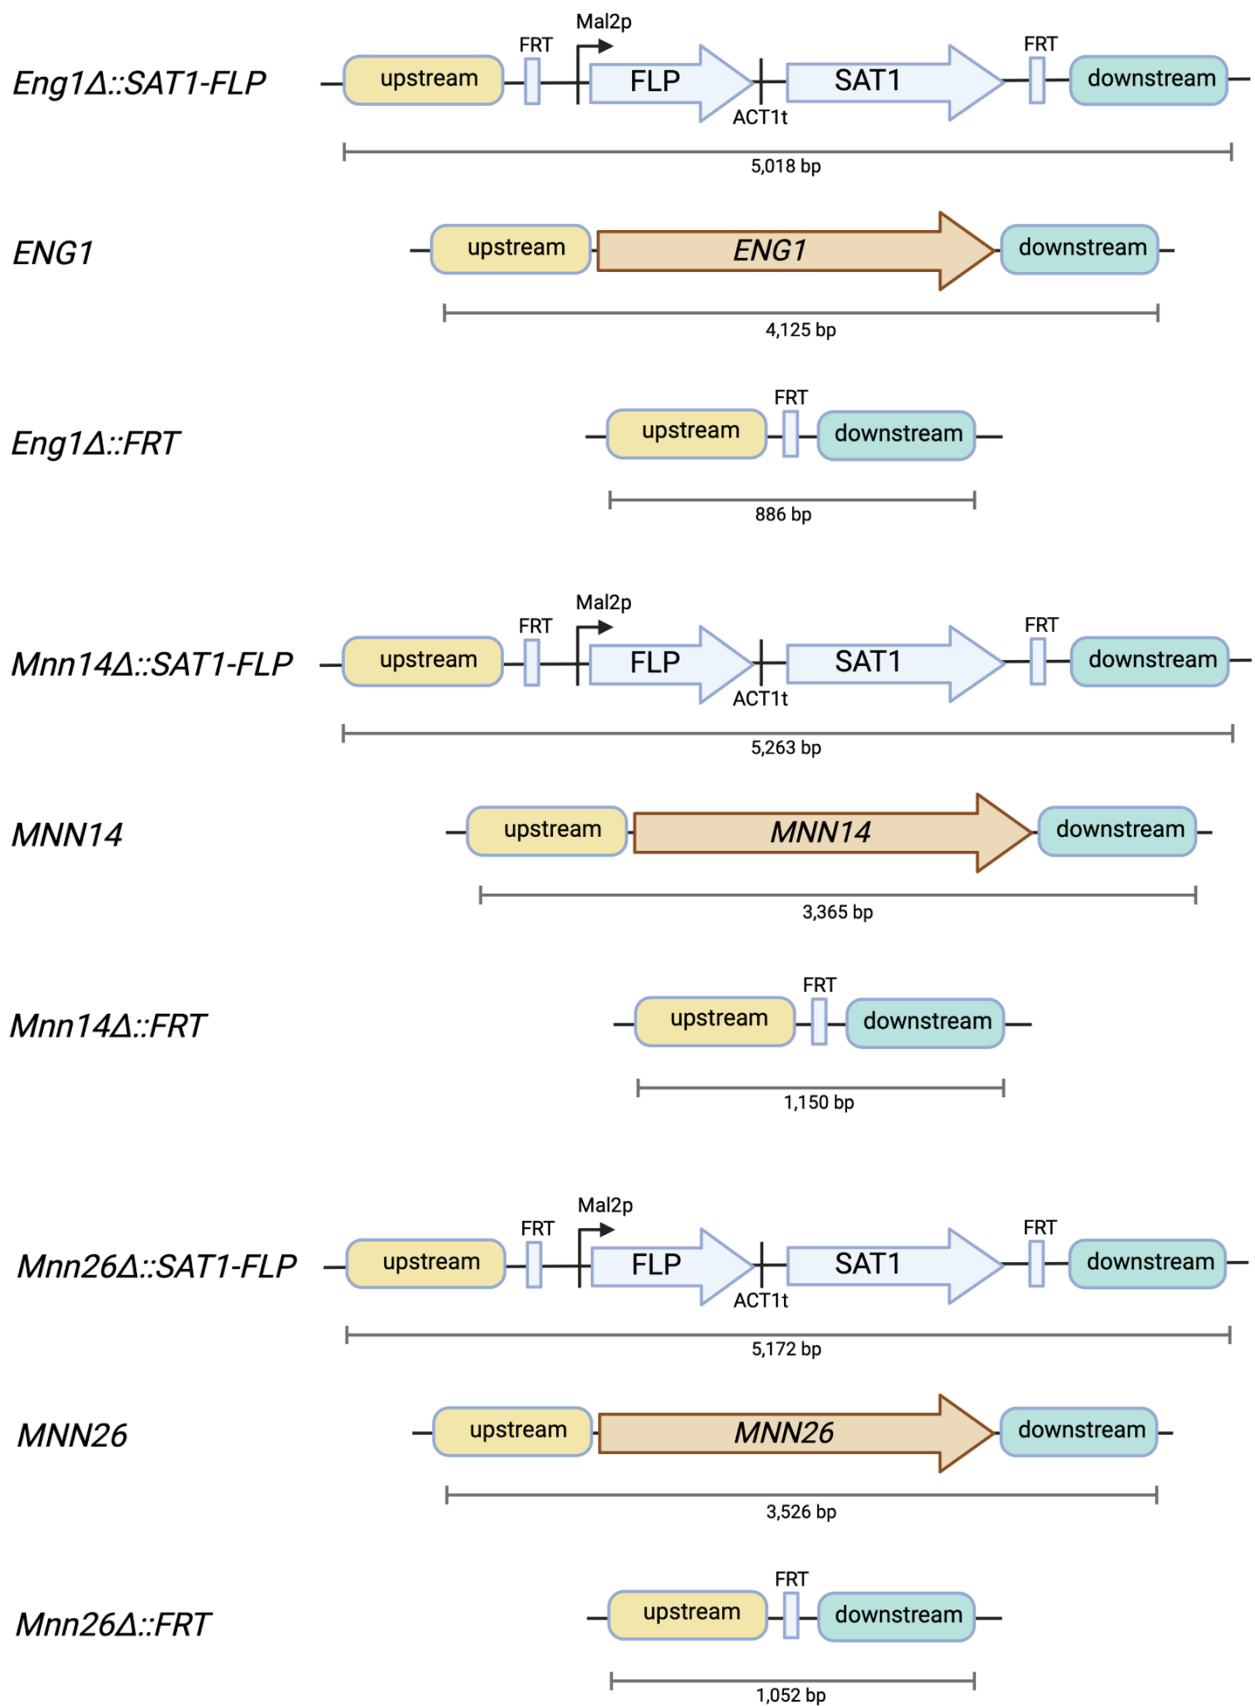 Mal2p
FRT FRT
Eng1Δ::SAT1-FLP upstream FLP SAT1 downstream
ACT1t
5,018 bp
ENG1 upstream ENG1 downstream
4,125 bp
FRT
Eng1Δ::FRT upstream downstream
886 bp
Mal2p
FRT FRT
Mnn14Δ::SAT1-FLP upstream FLP SAT1 downstream
ACT1t
5,263 bp
MNN14 upstream MNN14 downstream
3,365 bp
FRT
Mnn14Δ::FRT upstream downstream
1,150 bp
Mal2p
FRT FRT
Mnn26Δ::SAT1-FLP upstream FLP SAT1 downstream
ACT1t
5,172 bp
MNN26 upstream MNN26 downstream
3,526 bp
FRT
Mnn26Δ::FRT upstream downstream
1,052 bp